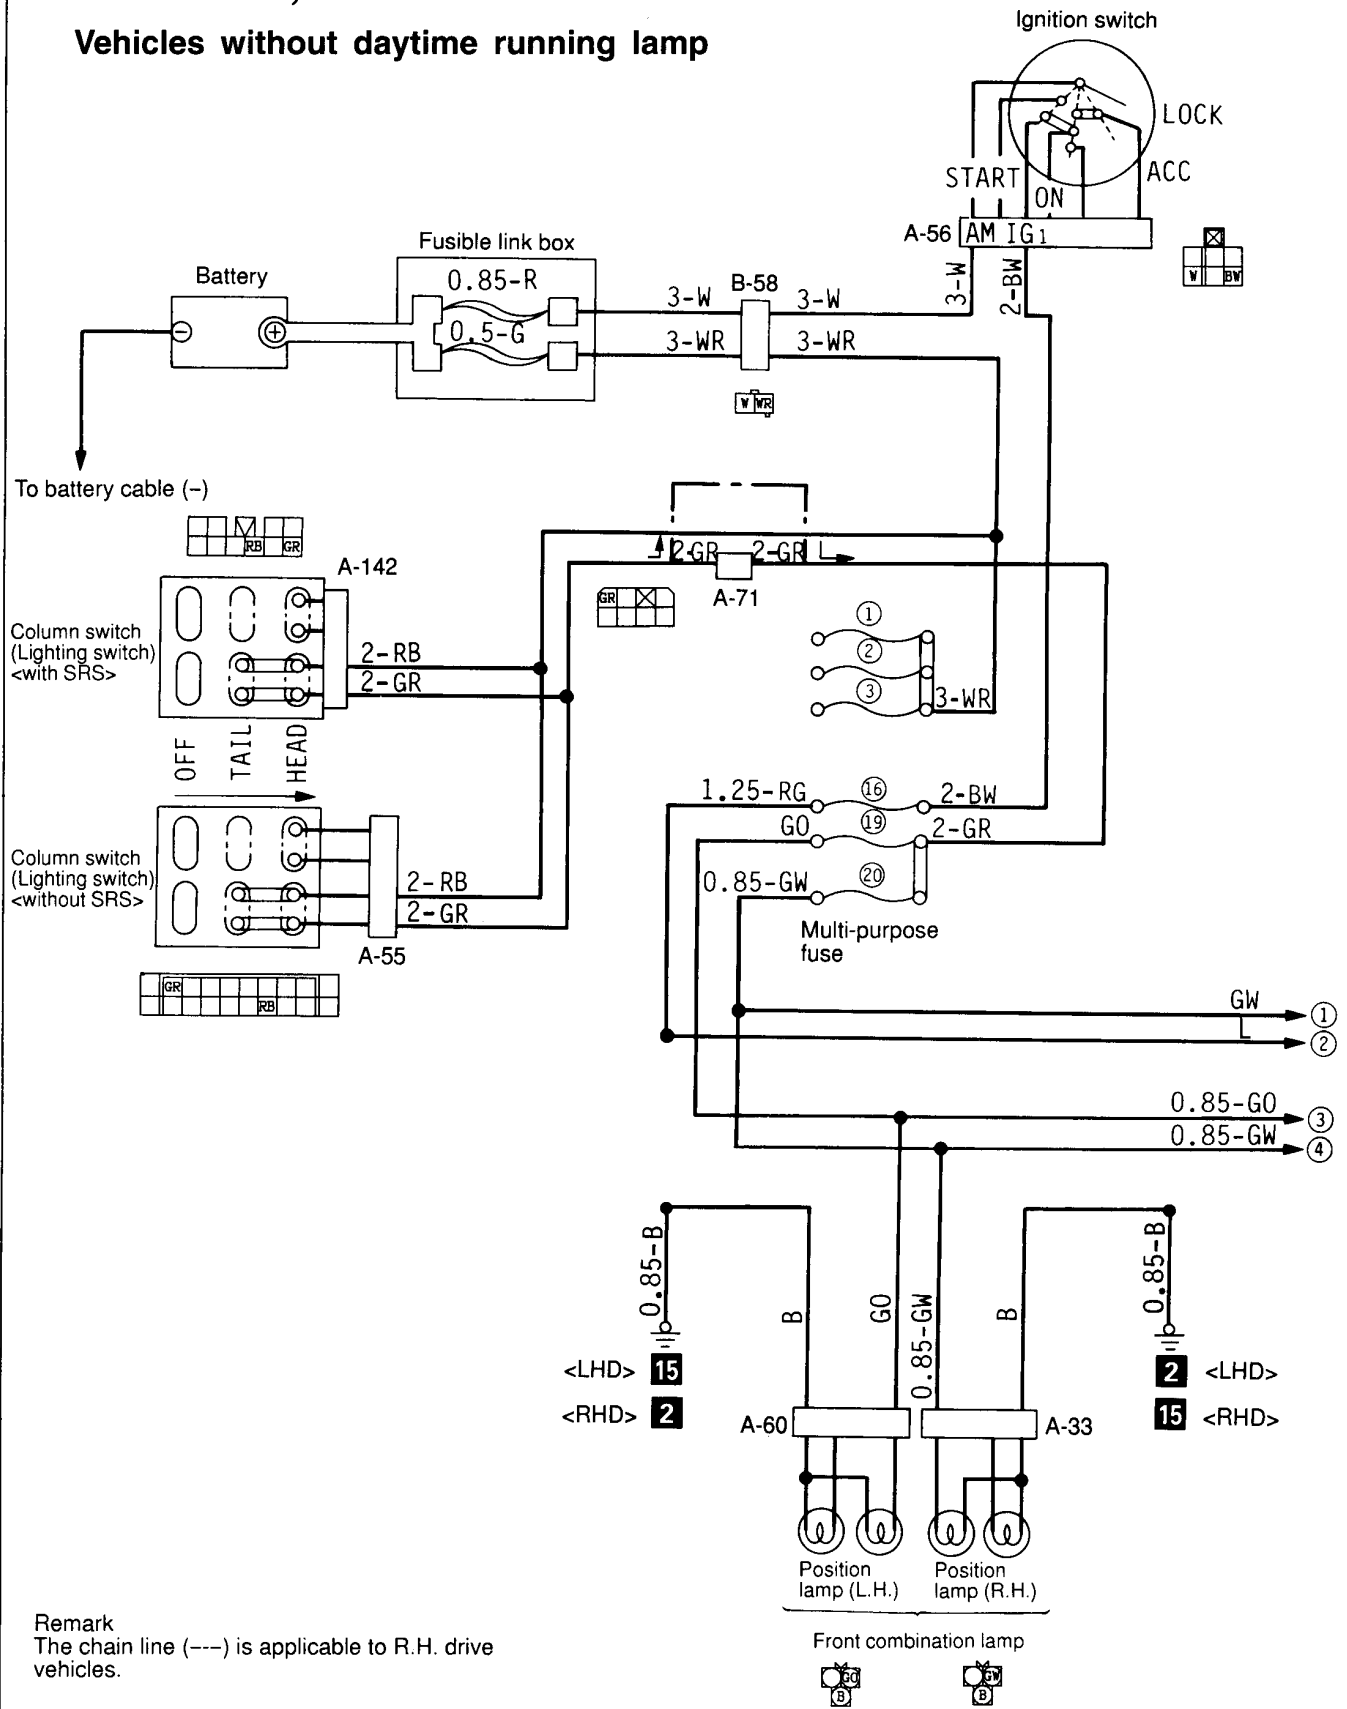 Vehicles without daytime running lamp
Ignition switch
LOCK
START
ACC
ON
A-56
AM IG1
W
BW
3-W
2-BW
Fusible link box
Battery
0.85-R
0.5-G
B-58
3-W
3-W
3-WR
3-WR
W WR
To battery cable (−)
RB GR
A-142
2-GR
2-GR
A-71
GR
Column switch
(Lighting switch)
<with SRS>
2-RB
2-GR
OFF
TAIL
HEAD
1
2
3
3-WR
1.25-RG
16
2-BW
GO
19
2-GR
0.85-GW
20
Multi-purpose
fuse
Column switch
(Lighting switch)
<without SRS>
2-RB
2-GR
A-55
GR
RB
GW
1
2
0.85-GO
3
0.85-GW
4
0.85-B
B
GO
0.85-GW
B
0.85-B
<LHD> 15
<RHD> 2
2 <LHD>
15 <RHD>
A-60
A-33
Position
lamp (L.H.)
Position
lamp (R.H.)
Front combination lamp
GO
B
GW
B
Remark
The chain line (−−−) is applicable to R.H. drive
vehicles.